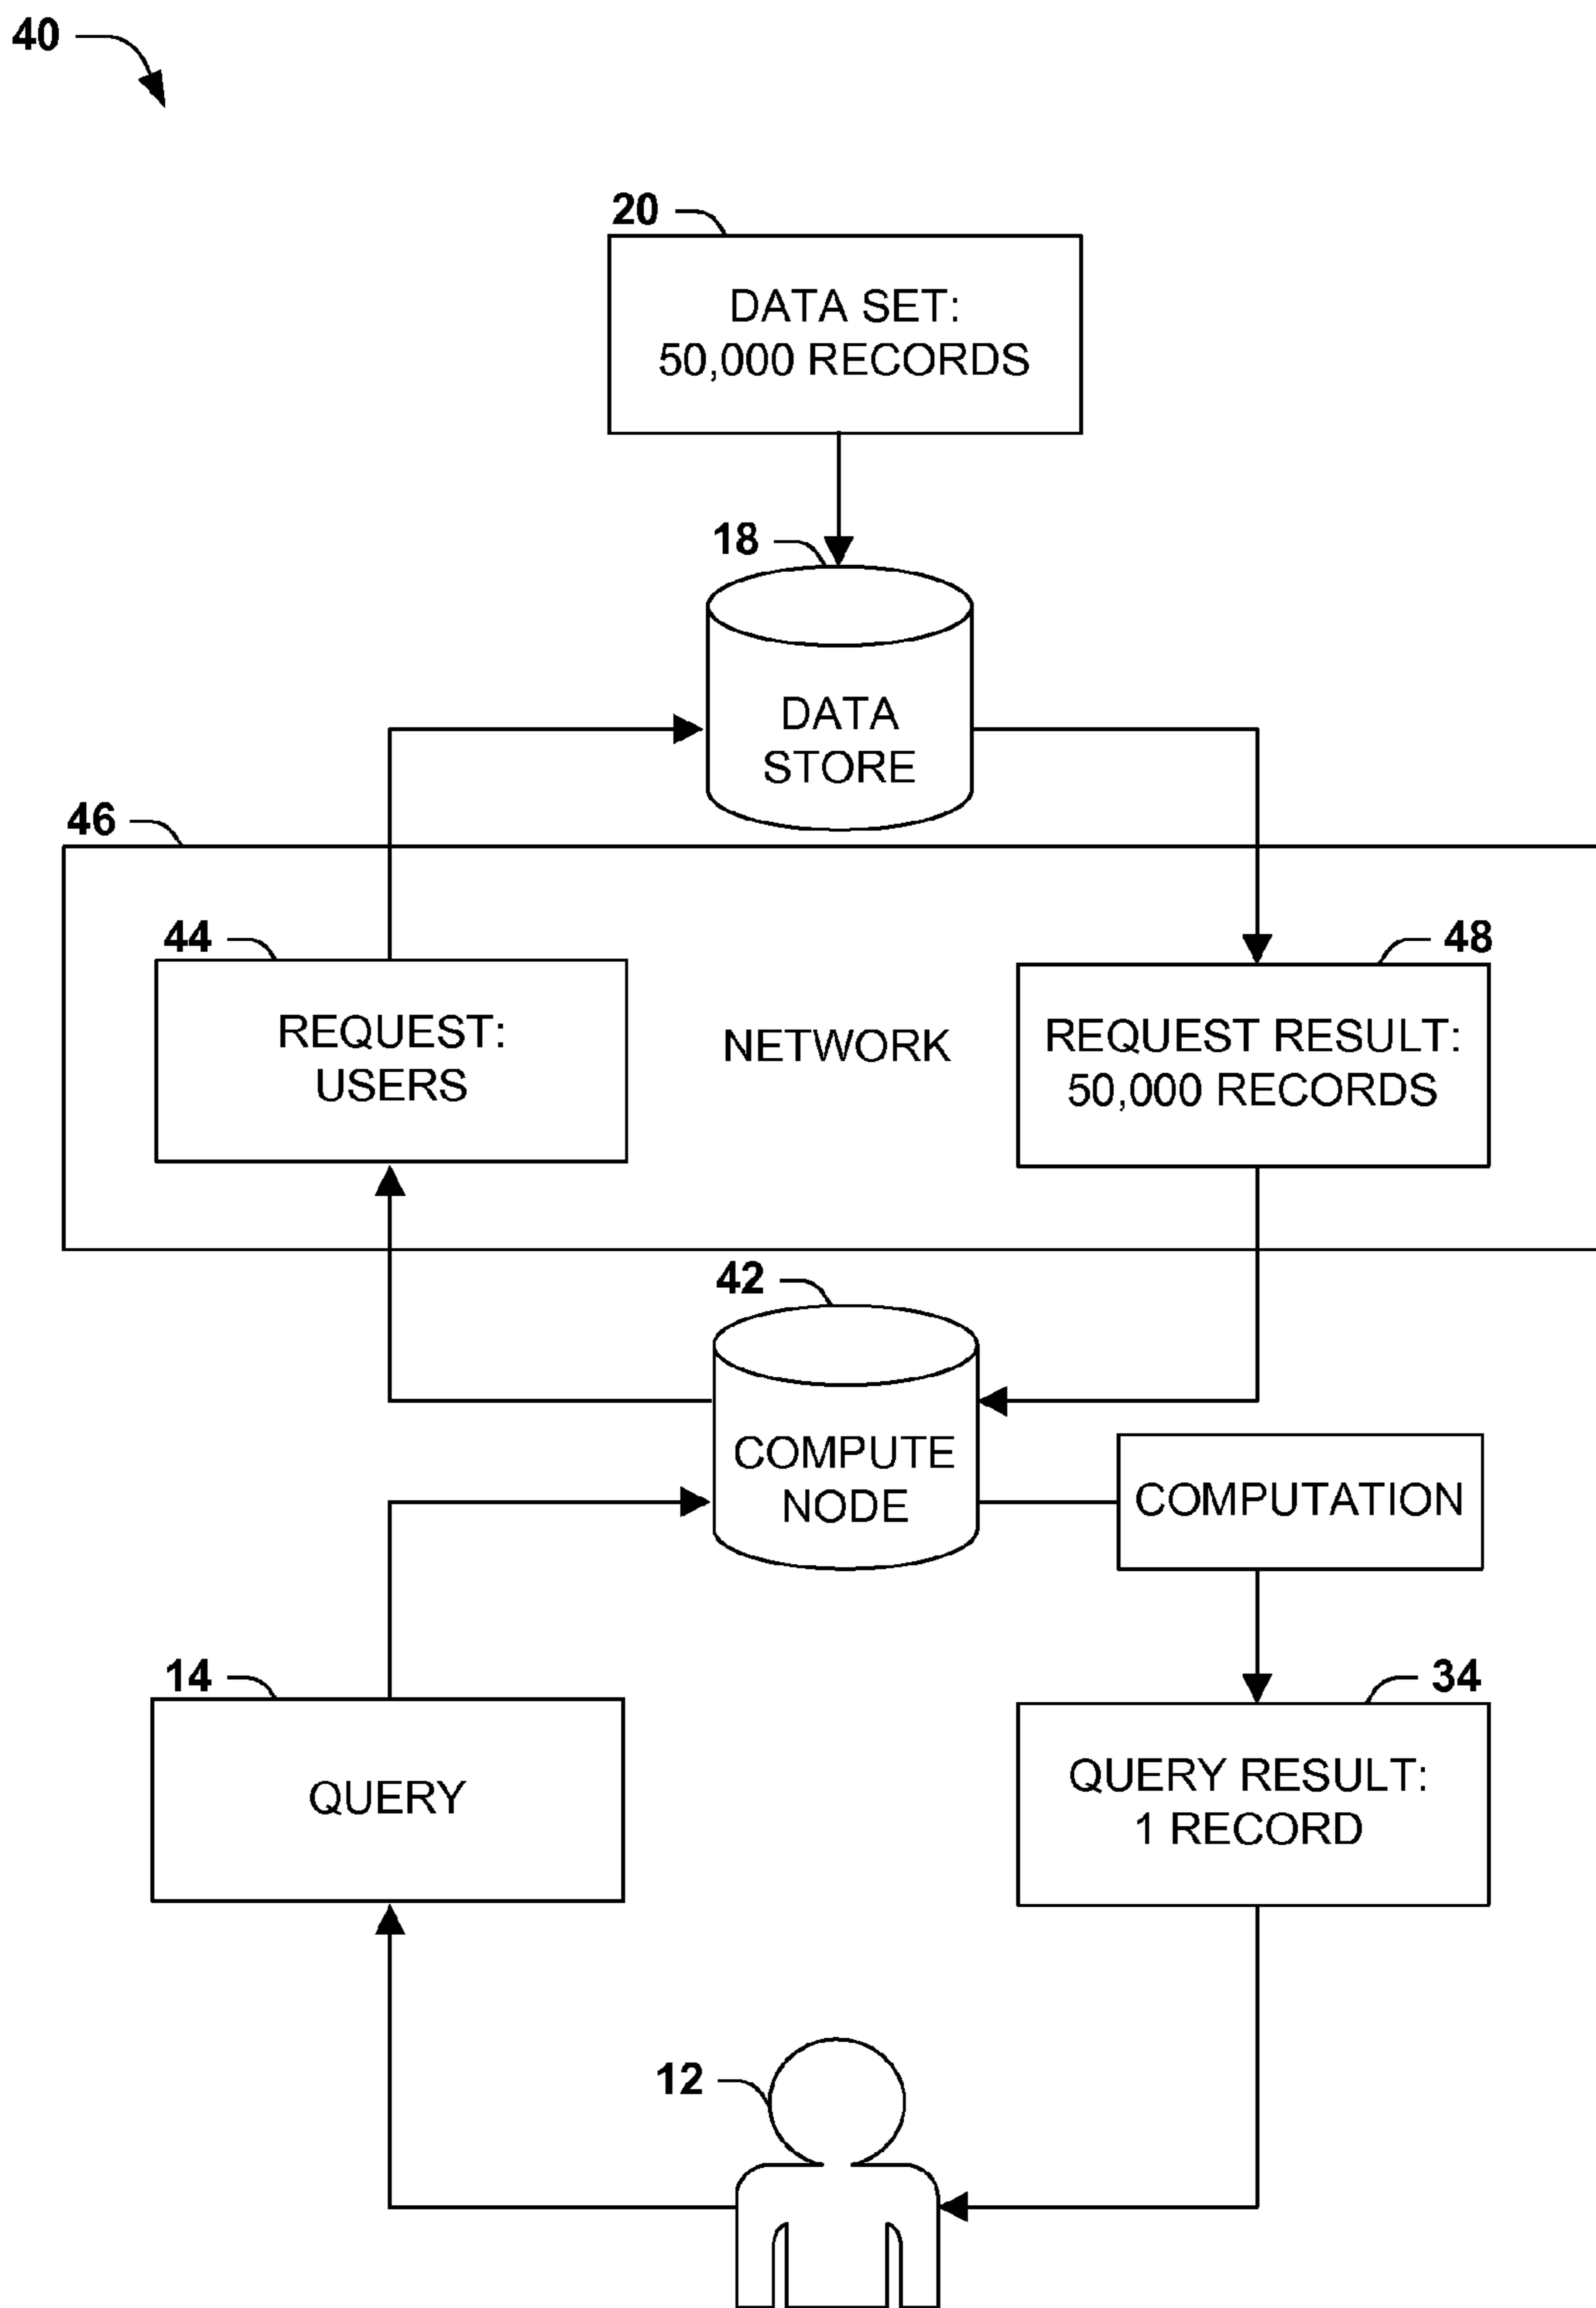 40
20
DATA SET:
50,000 RECORDS
18
DATA
STORE
46
44
48
REQUEST:
USERS
NETWORK
REQUEST RESULT:
50,000 RECORDS
42
COMPUTE
NODE
COMPUTATION
14
34
QUERY
QUERY RESULT:
1 RECORD
12